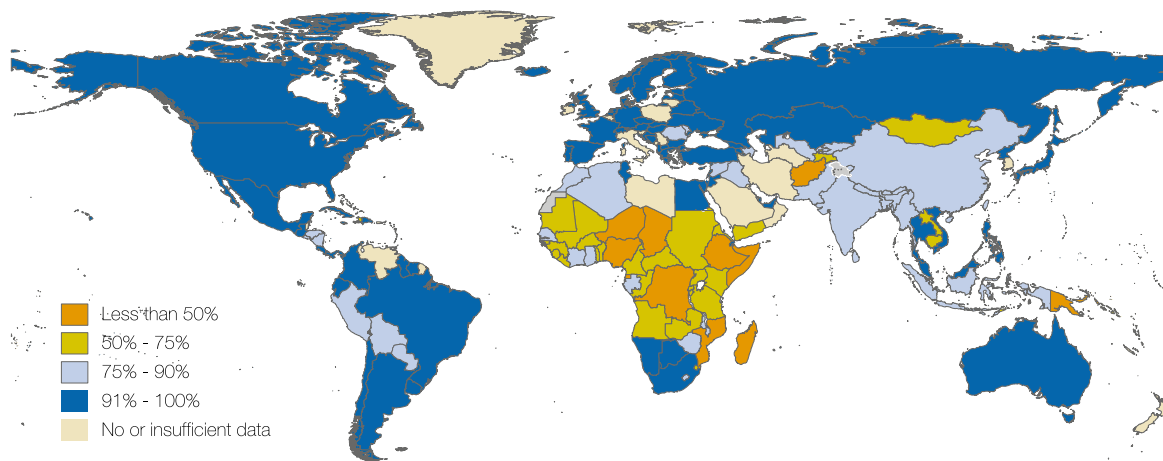 Less than 50%
50% - 75%
75% - 90%
91% - 100%
No or insufficient data